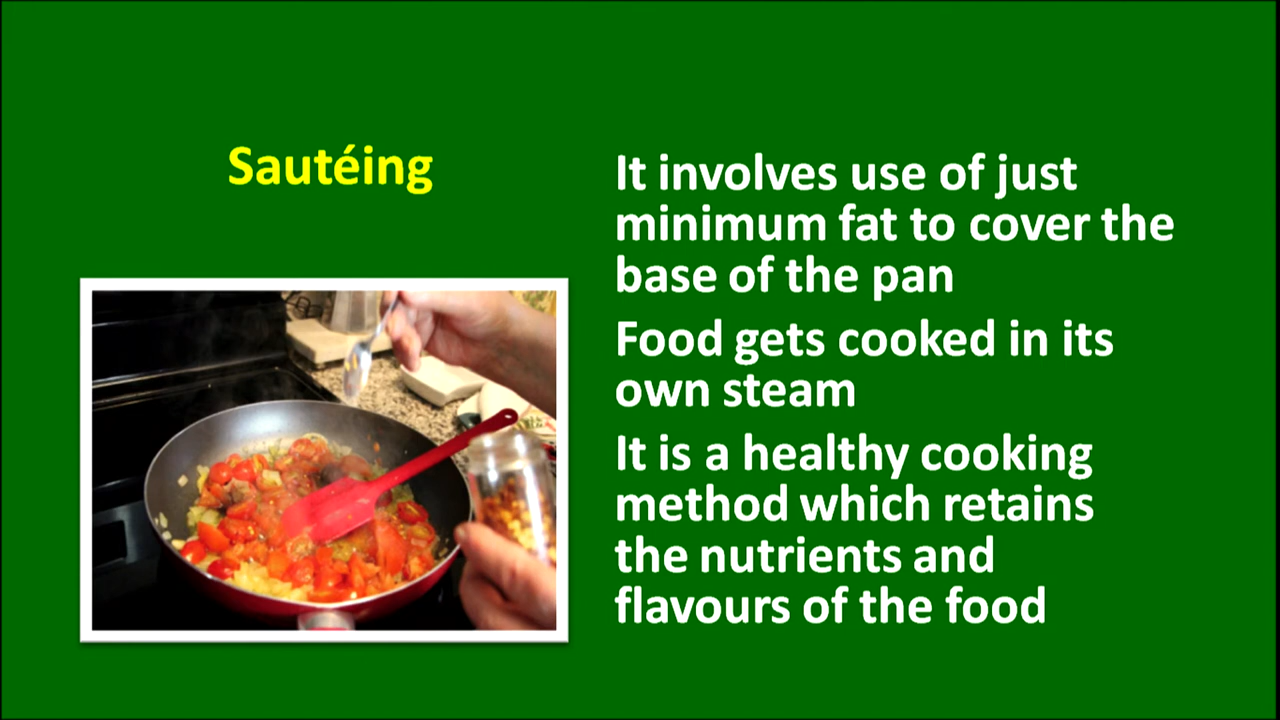 Sautéing
It involves use of just
minimum fat to cover the
base of the pan
Food gets cooked in its
own steam
It is a healthy cooking
method which retains
the nutrients and
flavours of the food